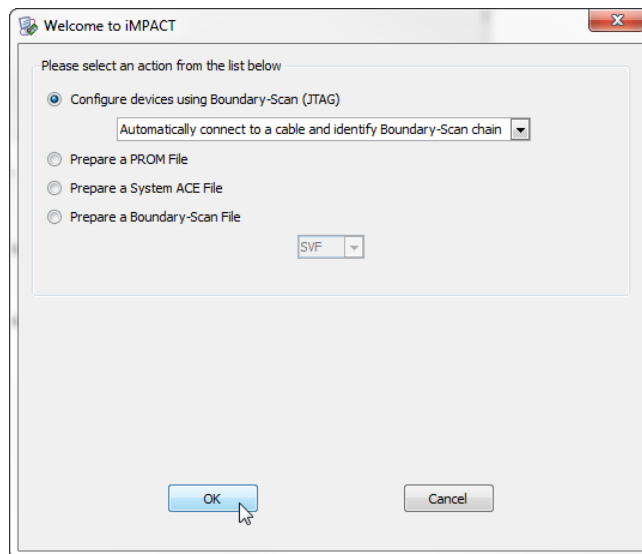 Welcome to iMPACT
Please select an action from the list below
Configure devices using Boundary-Scan (JTAG)
Automatically connect to a cable and identify Boundary-Scan chain
Prepare a PROM File
Prepare a System ACE File
Prepare a Boundary-Scan File
SVF
OK
Cancel